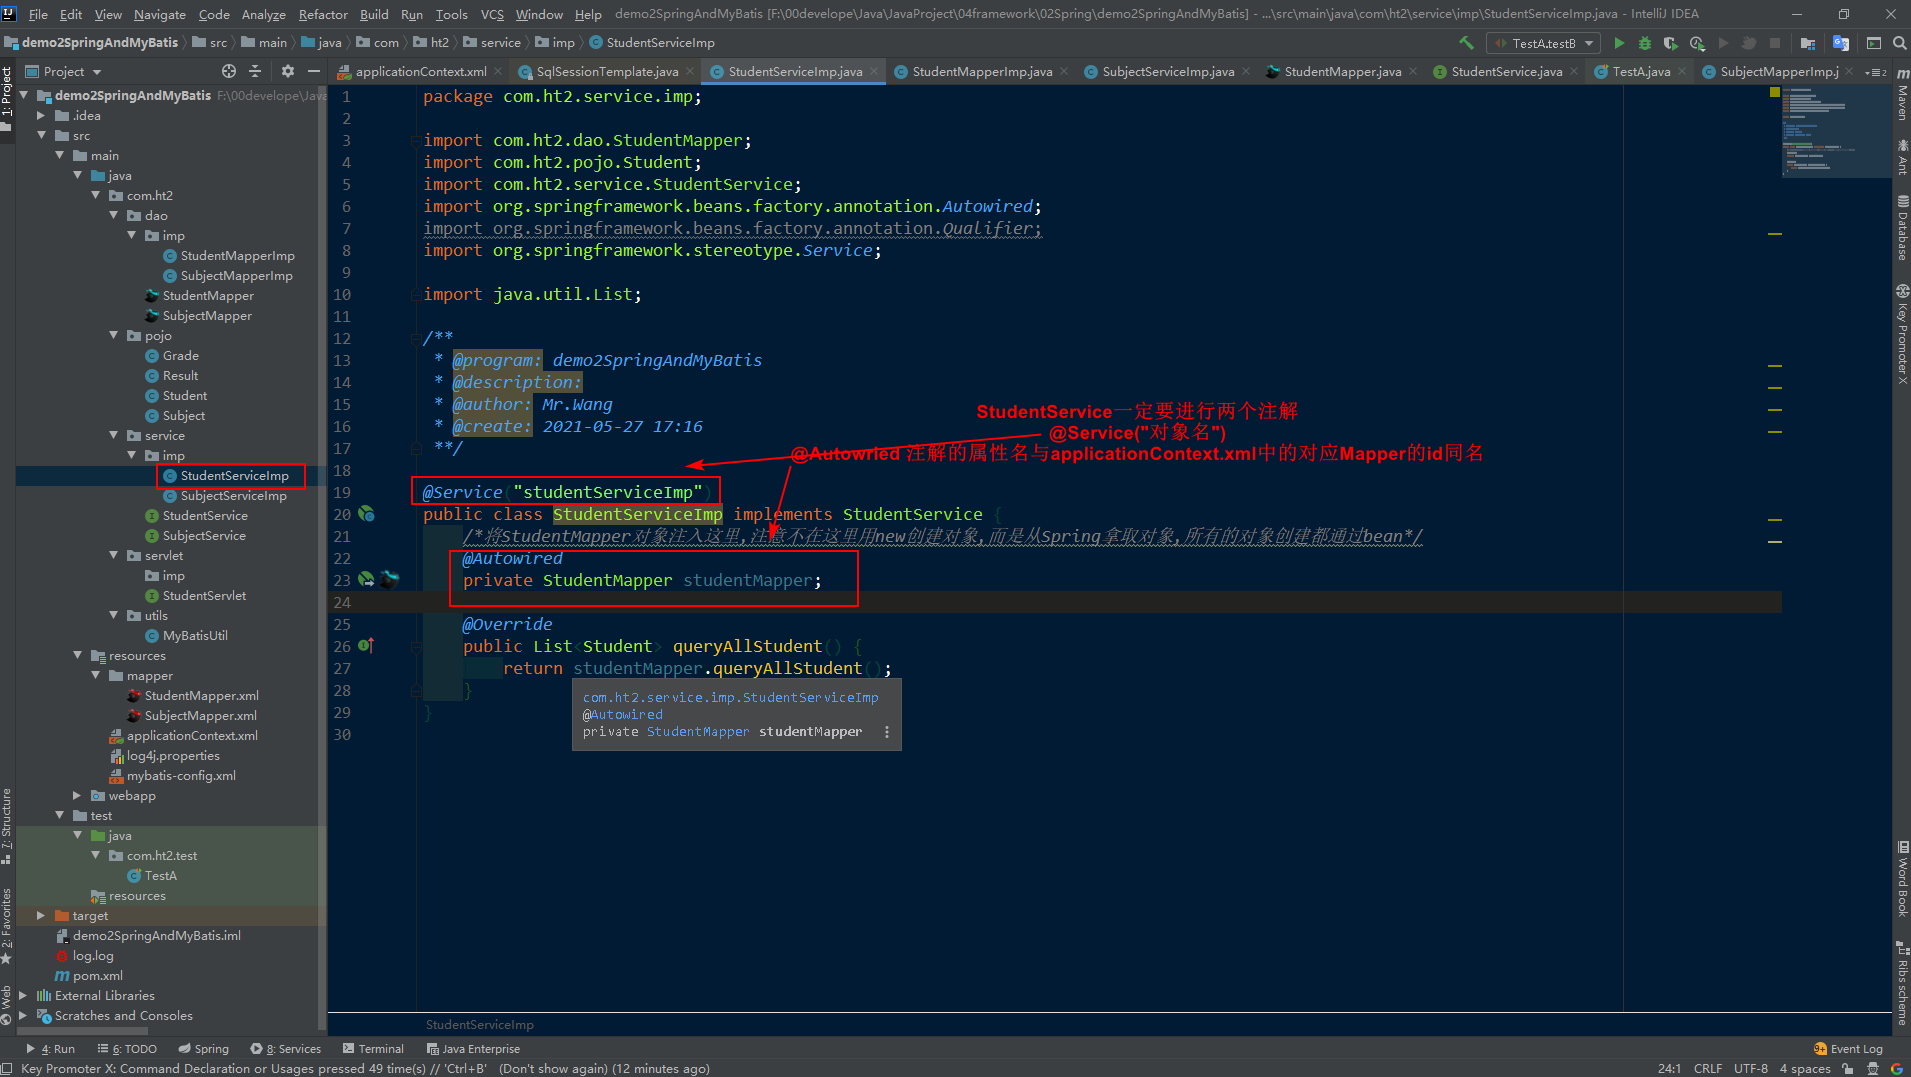 File Edit View Navigate Code Analyze Refactor Build Run Tools VCS Window Help demo2SpringAndMyBatis [F:\00develope\Java\JavaProject\04framework\02Spring\demo2SpringAndMyBatis] - ...\src\main\java\com\ht2\service\imp\StudentServiceImp.java - IntelliJ IDEA
demo2SpringAndMyBatis src main java com ht2 service imp StudentServiceImp TestA.testB
Project applicationContext.xml SqlSessionTemplate.java StudentServiceImp.java StudentMapperImp.java SubjectServiceImp.java StudentMapper.java StudentService.java TestA.java SubjectMapperImp.j
1: Project
7: Structure
2: Favorites
Web
demo2SpringAndMyBatis F:\00develope\Java
.idea
src
main
java
com.ht2
dao
imp
StudentMapperImp
SubjectMapperImp
StudentMapper
SubjectMapper
pojo
Grade
Result
Student
Subject
service
imp
StudentServiceImp
SubjectServiceImp
StudentService
SubjectService
servlet
imp
StudentServlet
utils
MyBatisUtil
resources
mapper
StudentMapper.xml
SubjectMapper.xml
applicationContext.xml
log4j.properties
mybatis-config.xml
webapp
test
java
com.ht2.test
TestA
resources
target
demo2SpringAndMyBatis.iml
log.log
pom.xml
External Libraries
Scratches and Consoles
1 package com.ht2.service.imp;
2
3 import com.ht2.dao.StudentMapper;
4 import com.ht2.pojo.Student;
5 import com.ht2.service.StudentService;
6 import org.springframework.beans.factory.annotation.Autowired;
7 import org.springframework.beans.factory.annotation.Qualifier;
8 import org.springframework.stereotype.Service;
9
10 import java.util.List;
11
12 /**
13 * @program: demo2SpringAndMyBatis
14 * @description:
15 * @author: Mr.Wang
16 * @create: 2021-05-27 17:16
17 **/
18
19 @Service("studentServiceImp")
20 public class StudentServiceImp implements StudentService {
21 /*将StudentMapper对象注入这里,注意不在这里用new创建对象,而是从Spring拿取对象,所有的对象创建都通过bean*/
22 @Autowired
23 private StudentMapper studentMapper;
24
25 @Override
26 public List<Student> queryAllStudent() {
27 return studentMapper.queryAllStudent();
28 }
29 }
30
StudentService一定要进行两个注解
@Service("对象名")
@Autowried 注解的属性名与applicationContext.xml中的对应Mapper的id同名
com.ht2.service.imp.StudentServiceImp
@Autowired
private StudentMapper studentMapper
StudentServiceImp
Maven
Ant
Database
Key Promoter X
Word Book
Ribs scheme
4: Run 6: TODO Spring 8: Services Terminal Java Enterprise 9+ Event Log
Key Promoter X: Command Declaration or Usages pressed 49 time(s) // 'Ctrl+B' (Don't show again) (12 minutes ago) 24:1 CRLF UTF-8 4 spaces